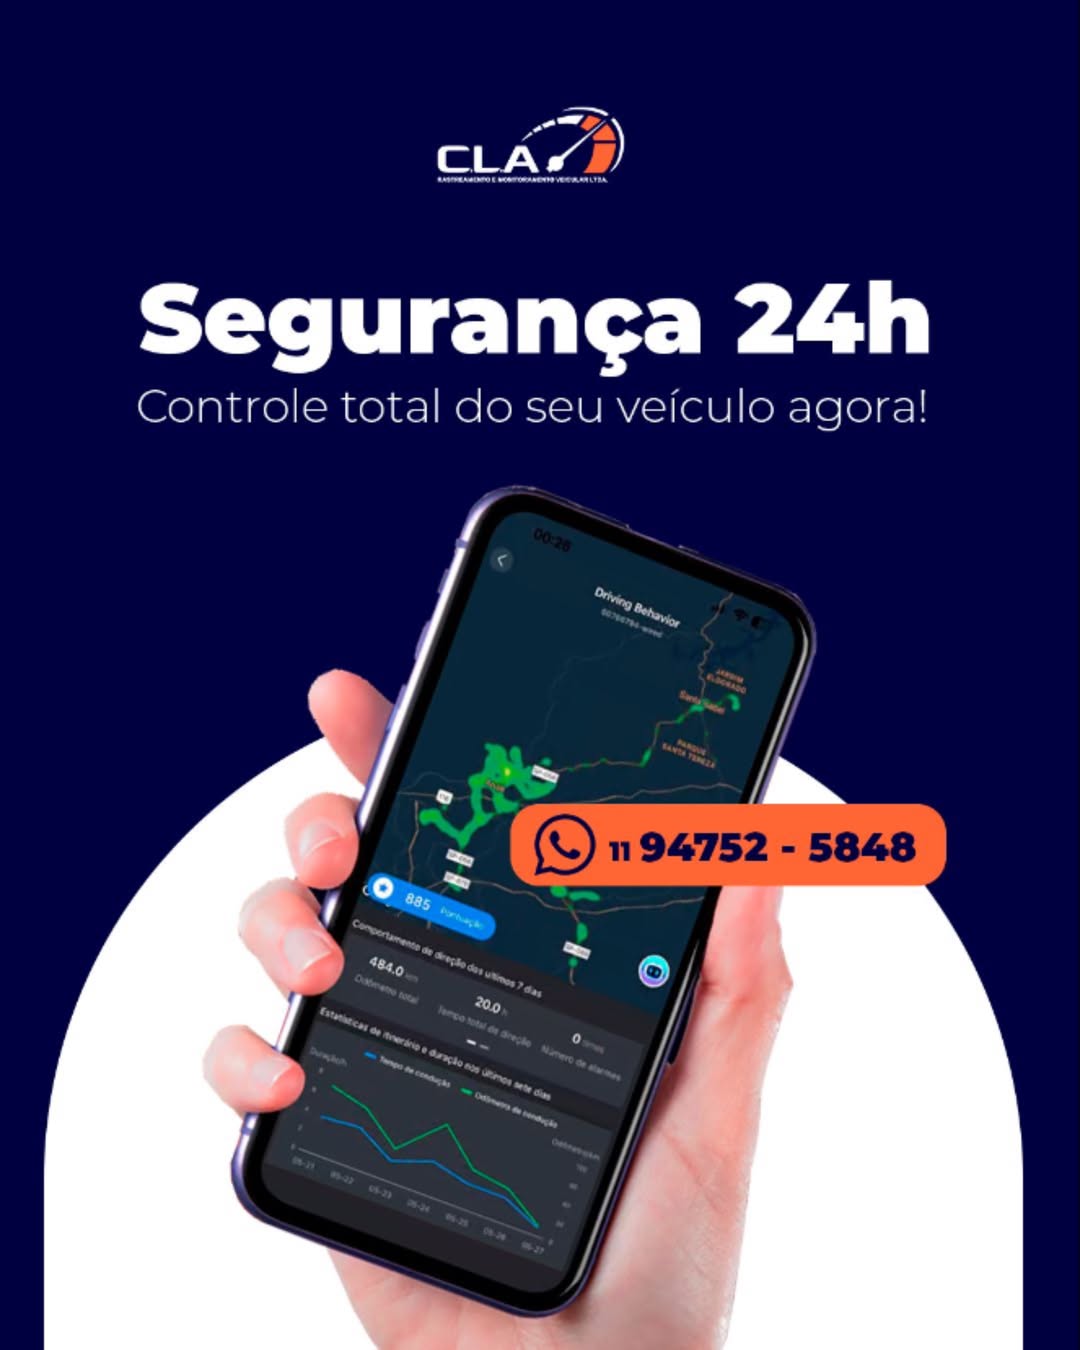 C.L.A
RASTREAMENTO E MONITORAMENTO VEICULAR LTDA.
Segurança 24h
Controle total do seu veículo agora!
00:26
Driving Behavior
JARDIM
ELDORADO
Santa Isabel
PARQUE
SANTA TEREZA
Arujá
11 94752 - 5848
885 Pontuação
Comportamento de direção dos últimos 7 dias
484.0 km
Odômetro total
20.0 h
Tempo total de direção
0 times
Número de alarmes
Estatísticas de itinerário e duração nos últimos sete dias
Duração/h
Tempo de condução
Odômetro de condução
Odômetro/km
05-21 05-22 05-23 05-24 05-25 05-26 05-27